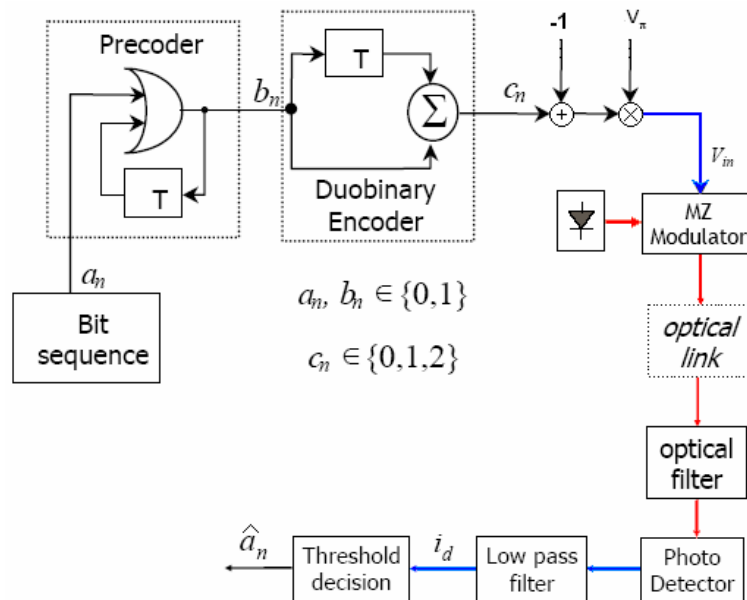 Precoder
T
a_n
Bit
sequence
b_n
T
Σ
Duobinary
Encoder
c_n
-1
V_π
+
×
V_in
MZ
Modulator
optical
link
optical
filter
Photo
Detector
Low pass
filter
i_d
Threshold
decision
â_n
a_n, b_n ∈ {0,1}
c_n ∈ {0,1,2}